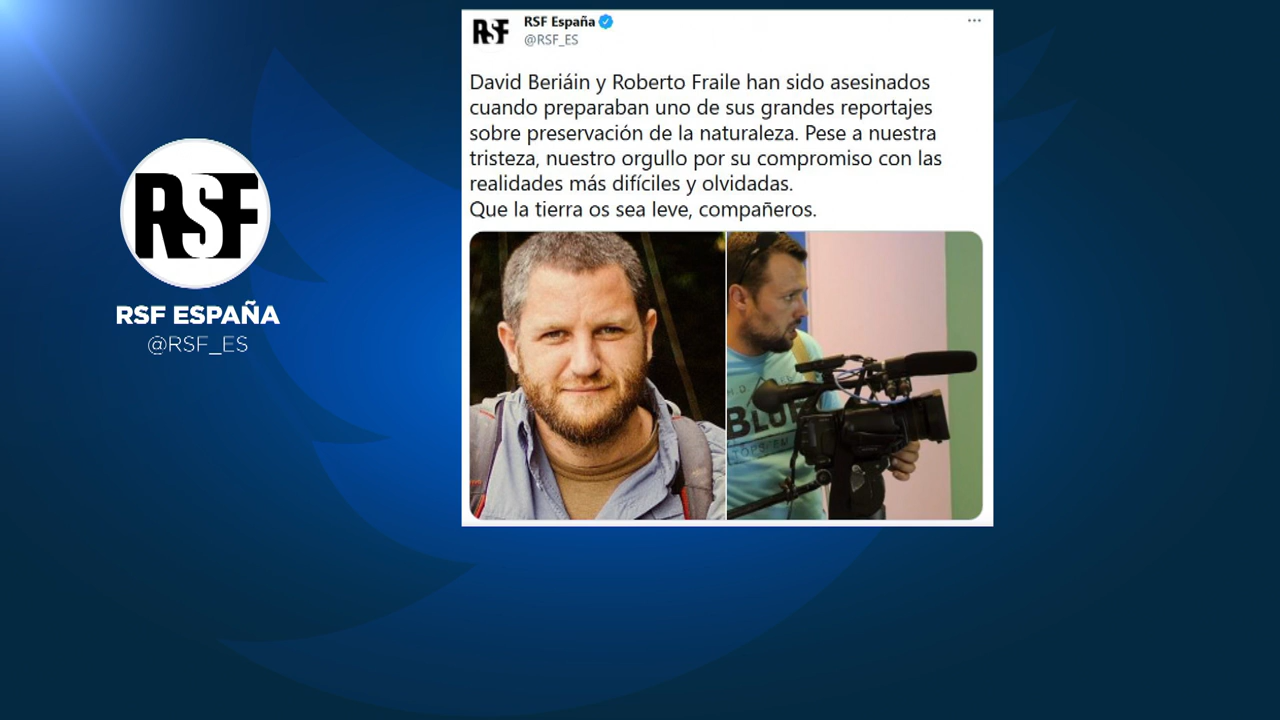 RSF
RSF ESPAÑA
@RSF_ES
RSF
RSF España
@RSF_ES
David Beriáin y Roberto Fraile han sido asesinados
cuando preparaban uno de sus grandes reportajes
sobre preservación de la naturaleza. Pese a nuestra
tristeza, nuestro orgullo por su compromiso con las
realidades más difíciles y olvidadas.
Que la tierra os sea leve, compañeros.
BLUE